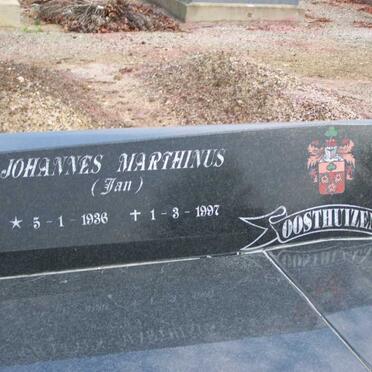 JOHANNES MARTHINUS
(Jan)
★ 5-1-1936 ✝ 1-3-1997
OOSTHUIZEN